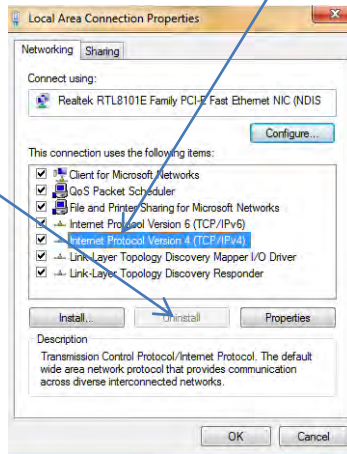 Local Area Connection Properties
Networking
Sharing
Connect using:
Realtek RTL8101E Family PCI-E Fast Ethernet NIC (NDIS
Configure...
This connection uses the following items:
Client for Microsoft Networks
QoS Packet Scheduler
File and Printer Sharing for Microsoft Networks
Internet Protocol Version 6 (TCP/IPv6)
Internet Protocol Version 4 (TCP/IPv4)
Link-Layer Topology Discovery Mapper I/O Driver
Link-Layer Topology Discovery Responder
Install...
Uninstall
Properties
Description
Transmission Control Protocol/Internet Protocol. The default
wide area network protocol that provides communication
across diverse interconnected networks.
OK
Cancel